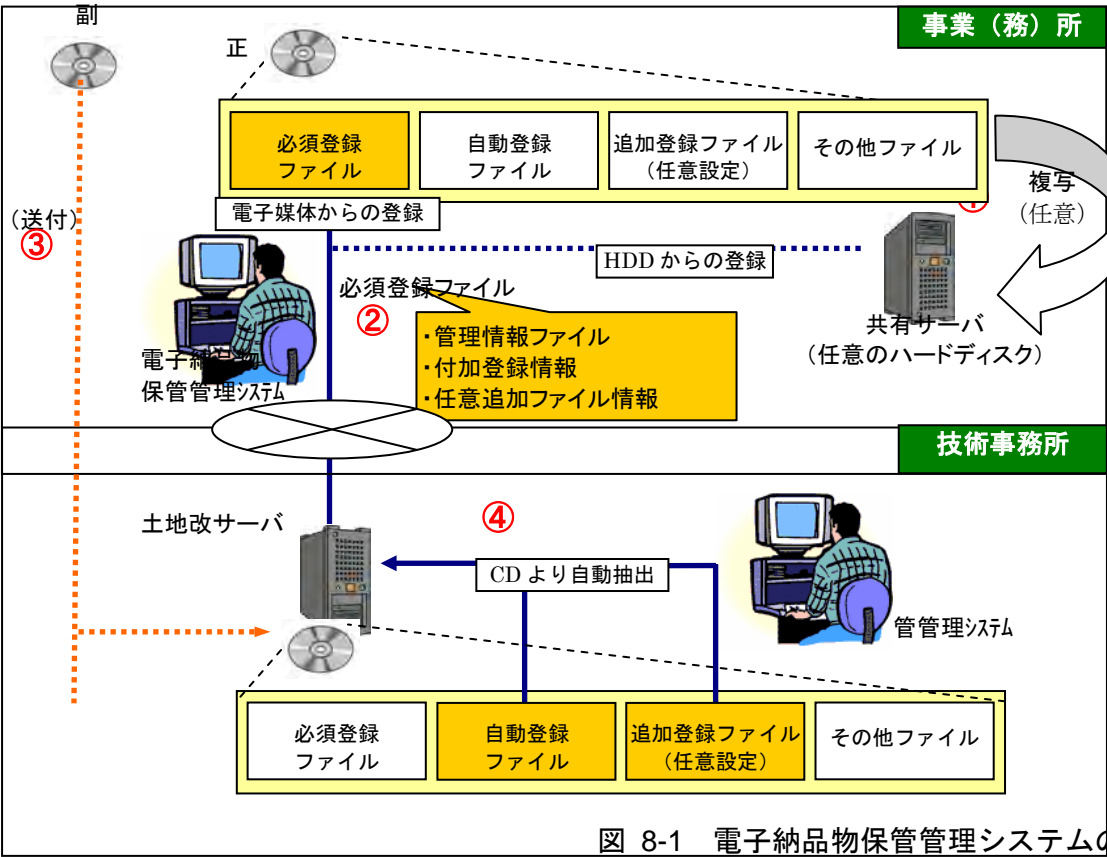 副
正
事業（務）所
必須登録
ファイル
自動登録
ファイル
追加登録ファイル
（任意設定）
その他ファイル
複写
（任意）
電子媒体からの登録
（送付）
③
HDD からの登録
必須登録ファイル
②
・管理情報ファイル
・付加登録情報
・任意追加ファイル情報
共有サーバ
（任意のハードディスク）
電子納品物
保管管理システム
技術事務所
土地改サーバ
④
CD より自動抽出
管管理システム
必須登録
ファイル
自動登録
ファイル
追加登録ファイル
（任意設定）
その他ファイル
図 8-1 電子納品物保管管理システムの